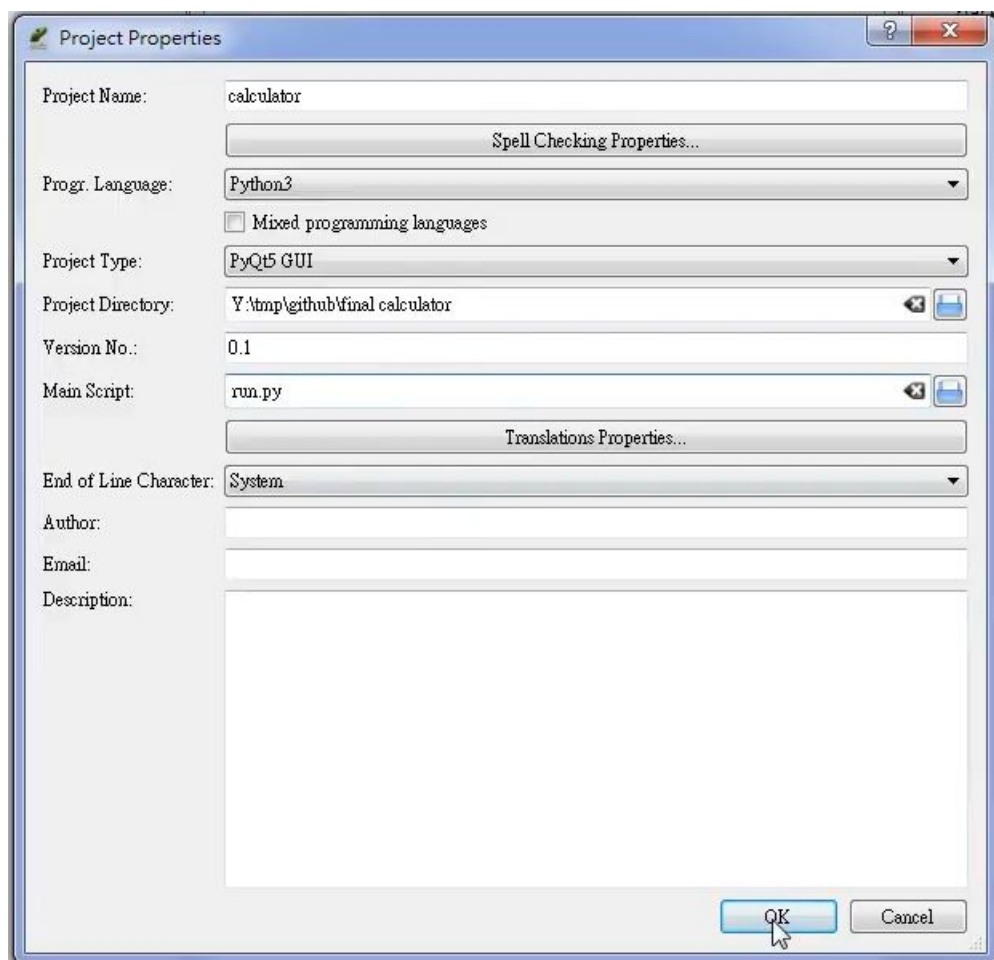 Project Properties
Project Name: calculator
Spell Checking Properties...
Progr. Language: Python3
Mixed programming languages
Project Type: PyQt5 GUI
Project Directory: Y:\tmp\github\final calculator
Version No.: 0.1
Main Script: run.py
Translations Properties...
End of Line Character: System
Author:
Email:
Description:
OK Cancel